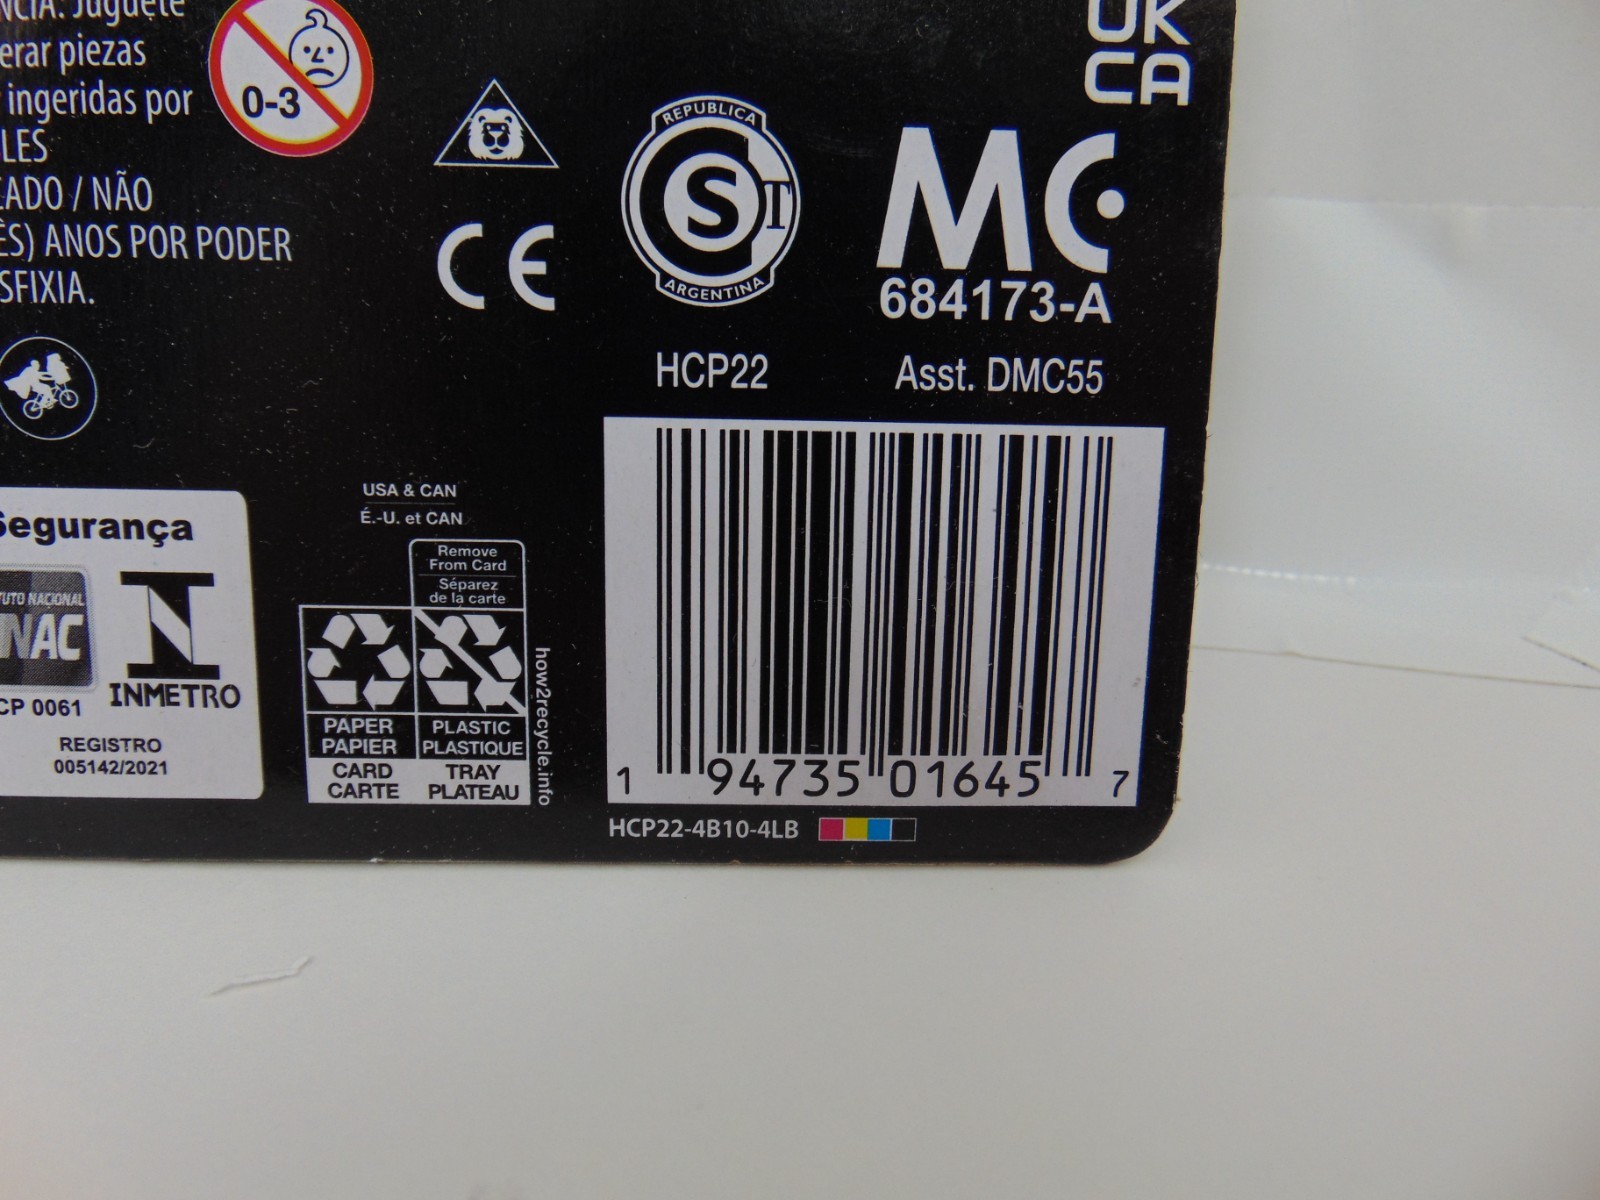 NCIA: Juguete
erar piezas
ingeridas por
LES
CADO / NÃO
ÊS) ANOS POR PODER
SFIXIA.
0-3
UK
CA
REPUBLICA
S T
ARGENTINA
CE
MC
684173-A
HCP22
Asst. DMC55
USA & CAN
É.-U. et CAN
Remove
From Card
Séparez
de la carte
PAPER
PAPIER
CARD
CARTE
PLASTIC
PLASTIQUE
TRAY
PLATEAU
how2recycle.info
Segurança
TUTO NACIONAL
NAC
CP 0061
INMETRO
REGISTRO
005142/2021
1 94735 01645 7
HCP22-4B10-4LB